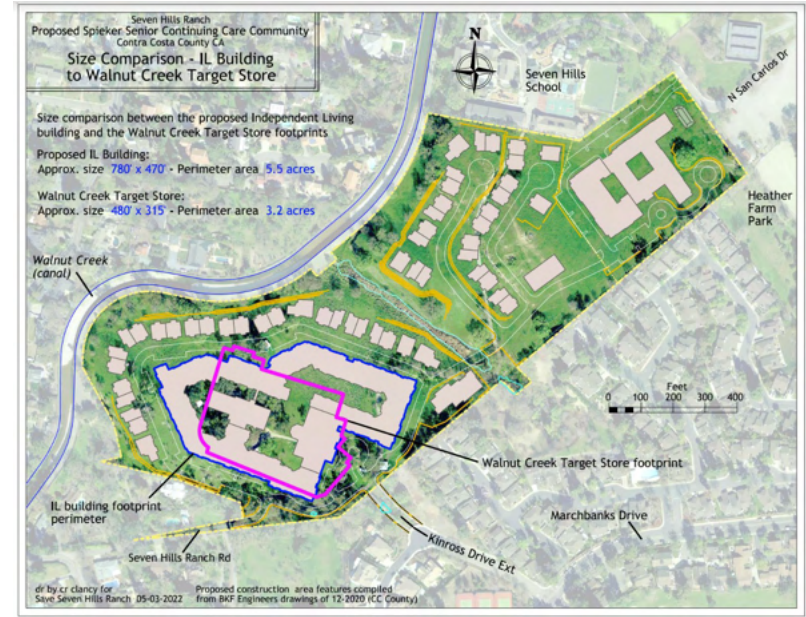 Seven Hills Ranch
Proposed Spieker Senior Continuing Care Community
Contra Costa County CA
Size Comparison - IL Building
to Walnut Creek Target Store
N
Seven Hills
School
N San Carlos Dr
Size comparison between the proposed Independent Living
building and the Walnut Creek Target Store footprints
Proposed IL Building:
Approx. size 780' x 470' - Perimeter area 5.5 acres
Walnut Creek Target Store:
Approx. size 480' x 315' - Perimeter area 3.2 acres
Heather
Farm
Park
Walnut Creek
(canal)
Feet
0 100 200 300 400
Walnut Creek Target Store footprint
IL building footprint
perimeter
Marchbanks Drive
Kinross Drive Ext
Seven Hills Ranch Rd
dr by cr clancy for
Save Seven Hills Ranch 05-03-2022
Proposed construction area features compiled
from BKF Engineers drawings of 12-2020 (CC County)